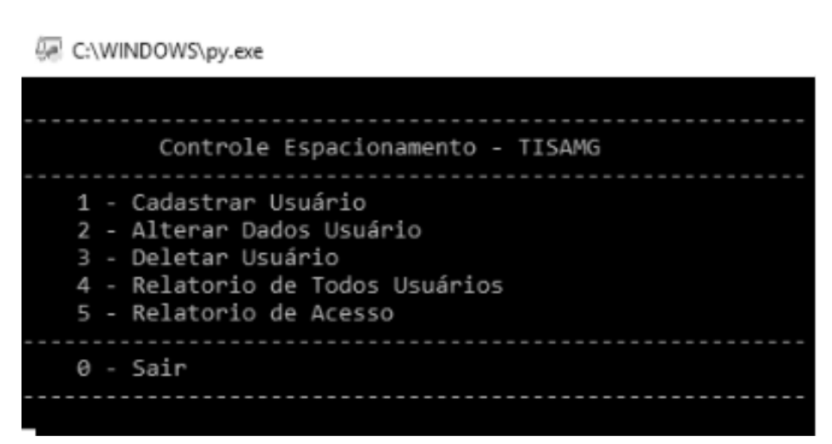 C:\WINDOWS\py.exe
---------------------------------------------------------
Controle Espacionamento - TISAMG
---------------------------------------------------------
1 - Cadastrar Usuário
2 - Alterar Dados Usuário
3 - Deletar Usuário
4 - Relatorio de Todos Usuários
5 - Relatorio de Acesso
---------------------------------------------------------
0 - Sair
---------------------------------------------------------